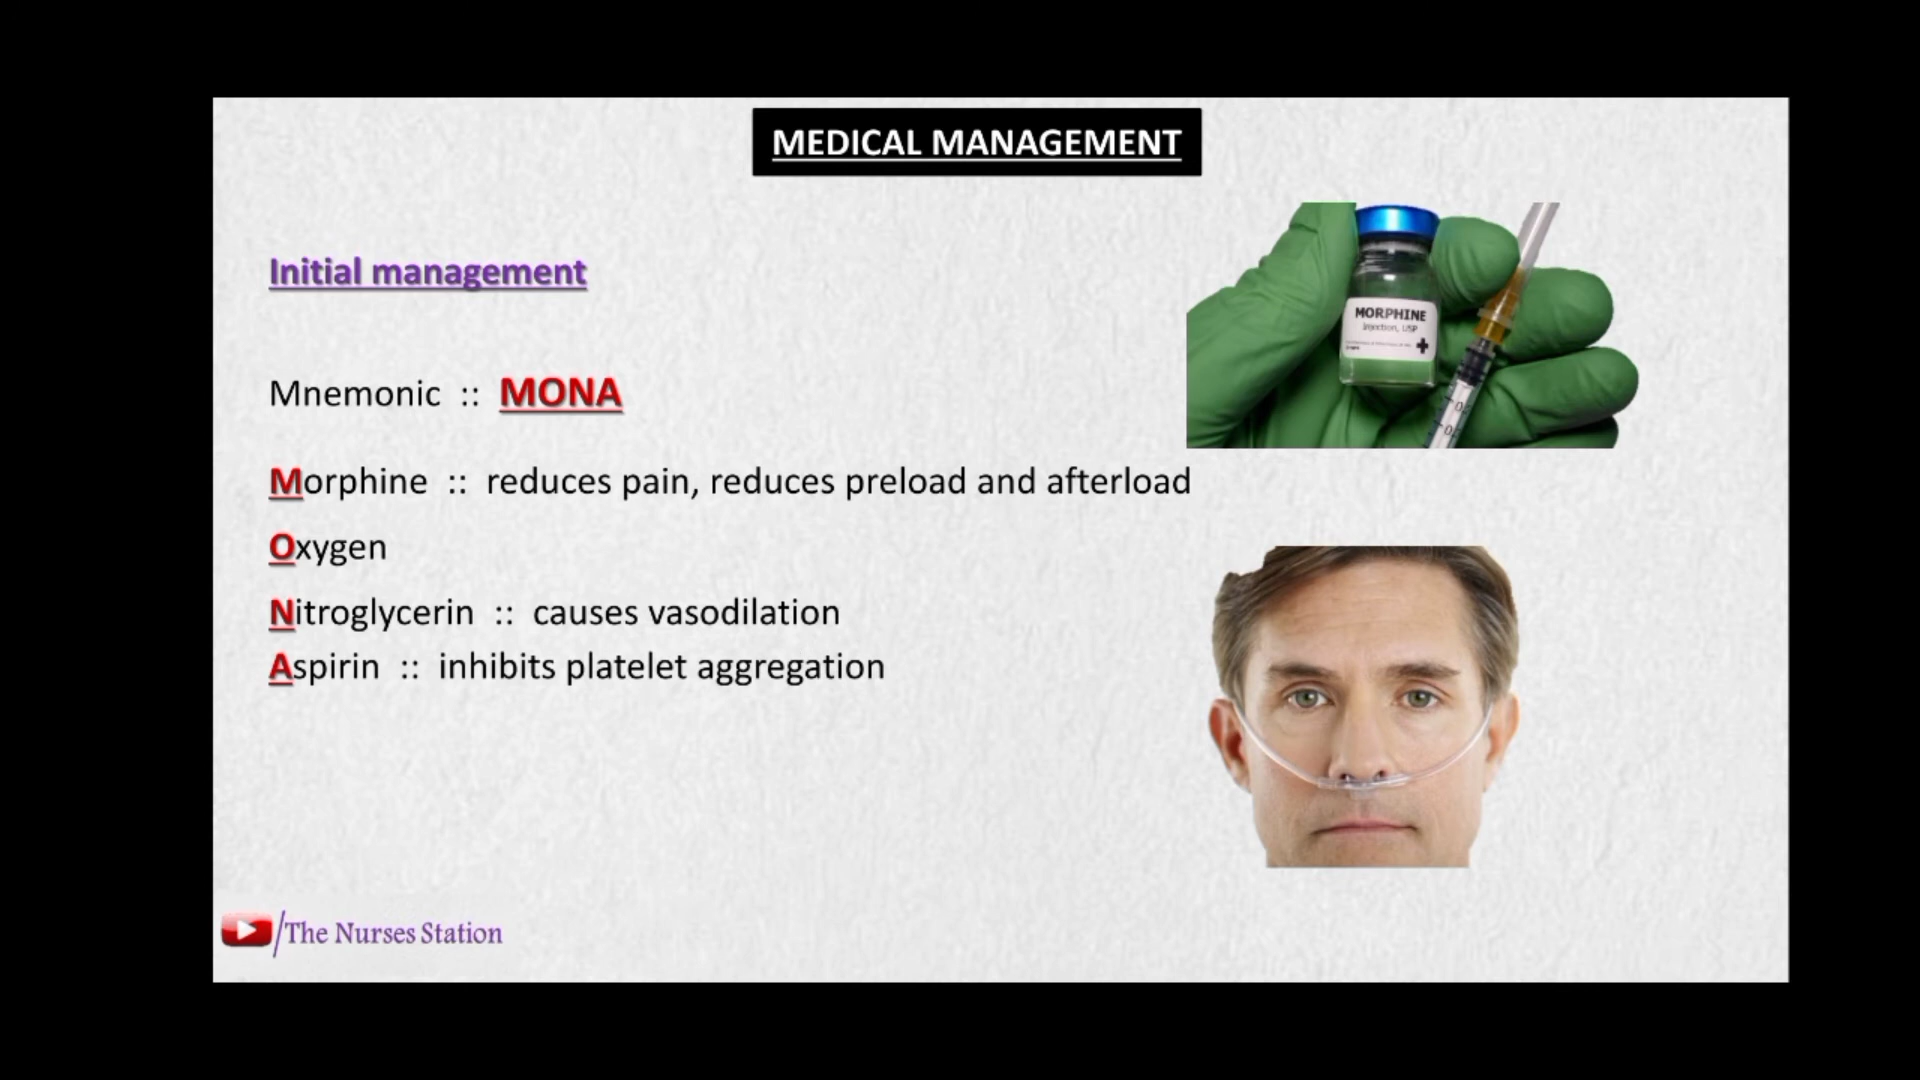 MEDICAL MANAGEMENT
Initial management
Mnemonic :: MONA
Morphine :: reduces pain, reduces preload and afterload
Oxygen
Nitroglycerin :: causes vasodilation
Aspirin :: inhibits platelet aggregation
MORPHINE
Injection, USP
The Nurses Station